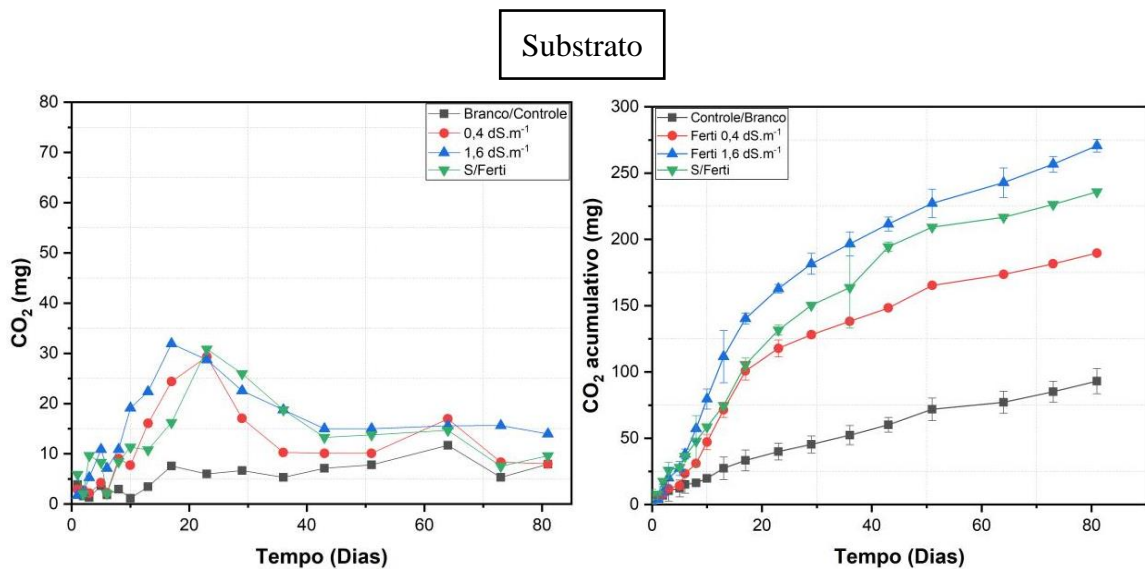 Substrato
CO₂ (mg)
80
70
60
50
40
30
20
10
0
Branco/Controle
0,4 dS.m⁻¹
1,6 dS.m⁻¹
S/Ferti
0
20
40
60
80
Tempo (Dias)
CO₂ acumulativo (mg)
300
250
200
150
100
50
0
Controle/Branco
Ferti 0,4 dS.m⁻¹
Ferti 1,6 dS.m⁻¹
S/Ferti
0
20
40
60
80
Tempo (Dias)